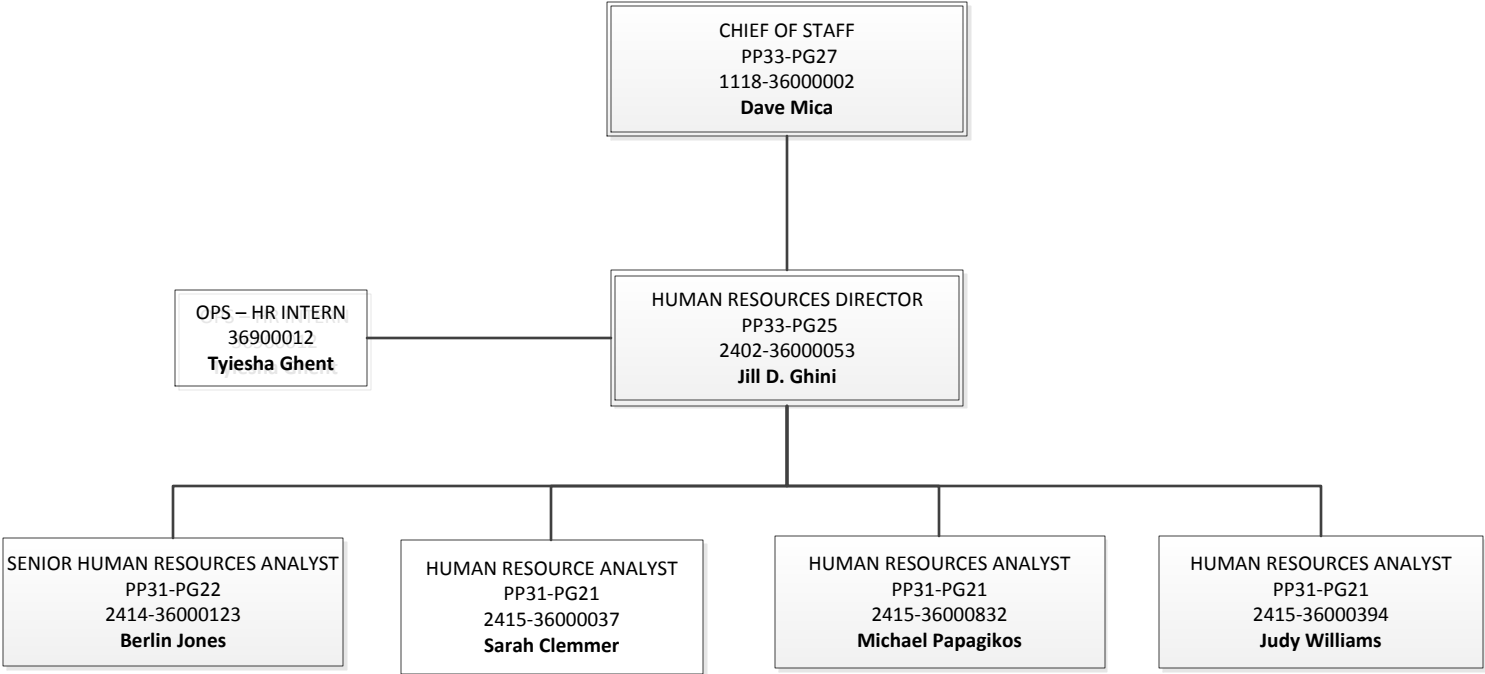 CHIEF OF STAFF
PP33-PG27
1118-36000002
Dave Mica
OPS – HR INTERN
36900012
Tyiesha Ghent
HUMAN RESOURCES DIRECTOR
PP33-PG25
2402-36000053
Jill D. Ghini
SENIOR HUMAN RESOURCES ANALYST
PP31-PG22
2414-36000123
Berlin Jones
HUMAN RESOURCE ANALYST
PP31-PG21
2415-36000037
Sarah Clemmer
HUMAN RESOURCES ANALYST
PP31-PG21
2415-36000832
Michael Papagikos
HUMAN RESOURCES ANALYST
PP31-PG21
2415-36000394
Judy Williams